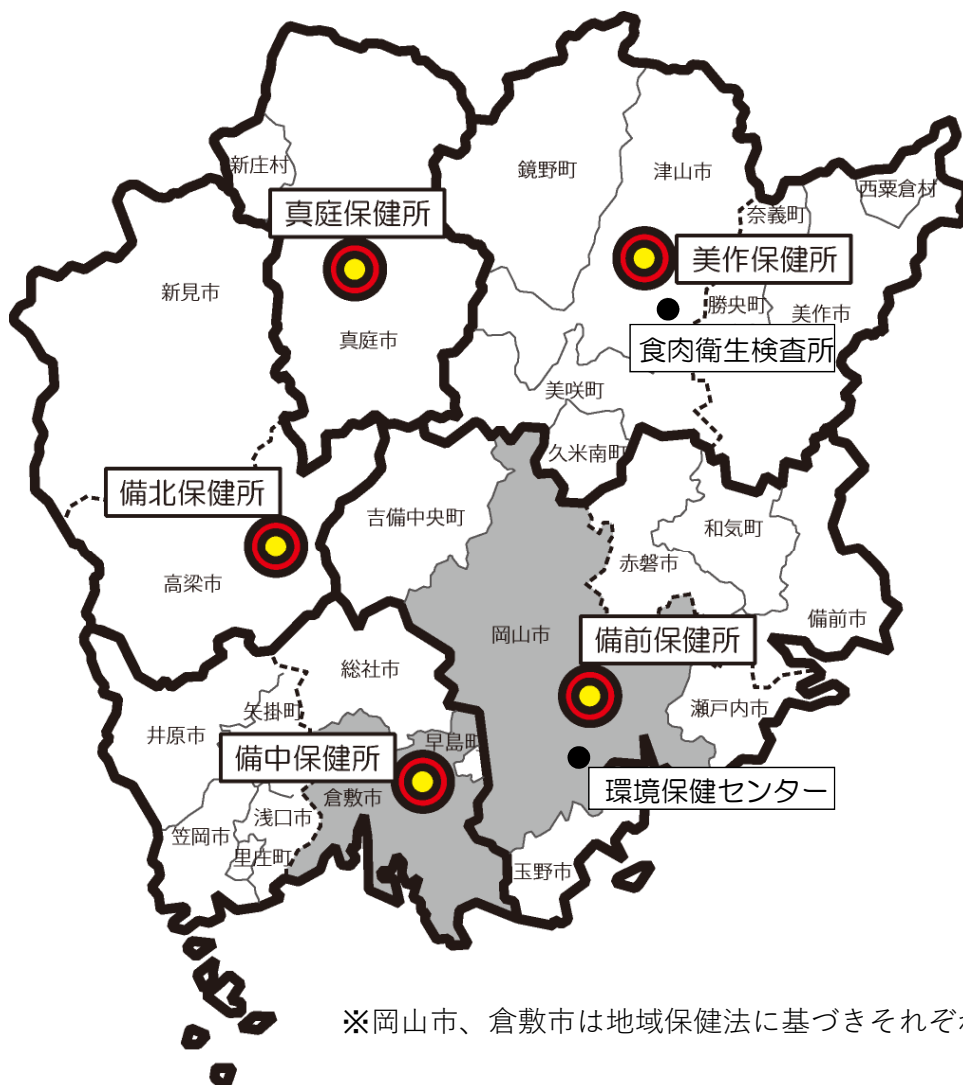 鏡野町
津山市
新庄村
西粟倉村
奈義町
真庭保健所
美作保健所
新見市
勝央町
美作市
真庭市
食肉衛生検査所
美咲町
久米南町
備北保健所
吉備中央町
和気町
赤磐市
高梁市
備前市
岡山市
備前保健所
総社市
瀬戸内市
矢掛町
井原市
早島町
備中保健所
環境保健センター
倉敷市
浅口市
笠岡市
里庄町
玉野市
※岡山市、倉敷市は地域保健法に基づきそれぞ